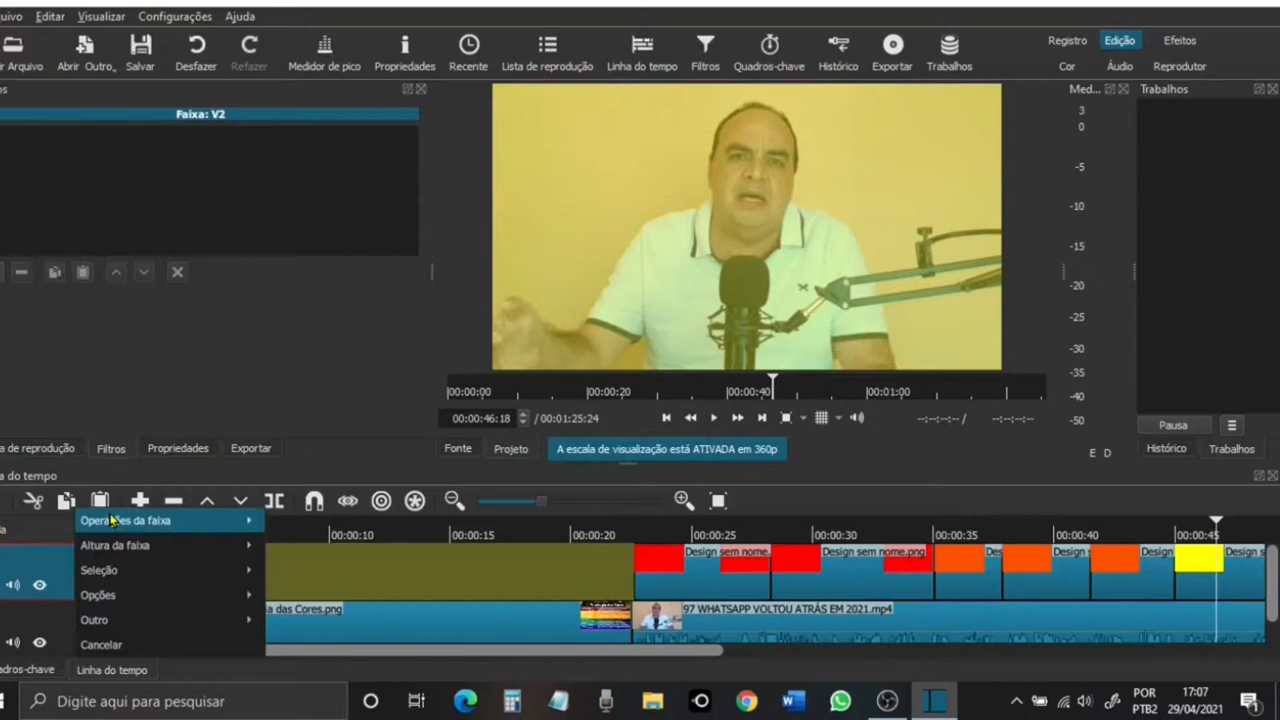 quivo Editar Visualizar Configurações Ajuda
ir Arquivo Abrir Outro. Salvar Desfazer Refazer Medidor de pico Propriedades Recente Lista de reprodução Linha do tempo Filtros Quadros-chave Histórico Exportar Trabalhos
Registro Edição Efeitos
Cor Áudio Reprodutor
Med... Trabalhos
Faixa: V2
3
0
-5
-10
-15
-20
-25
-30
-35
-40
-50
E D
00:00:00 00:00:20 00:00:40 00:01:00
00:00:46:18 / 00:01:25:24 --:--:--:-- / --:--:--:--
Pausa
a de reprodução Filtros Propriedades Exportar
Fonte Projeto A escala de visualização está ATIVADA em 360p
Histórico Trabalhos
a do tempo
Operações da faixa
Altura da faixa
Seleção
Opções
Outro
Cancelar
00:00:10 00:00:15 00:00:20 00:00:25 00:00:30 00:00:35 00:00:40 00:00:45
Design sem nome. Design sem nome.png Des Design s Design Design s
ia das Cores.png 97 WHATSAPP VOLTOU ATRÁS EM 2021.mp4
adros-chave Linha do tempo
Digite aqui para pesquisar
POR 17:07
PTB2 29/04/2021
1